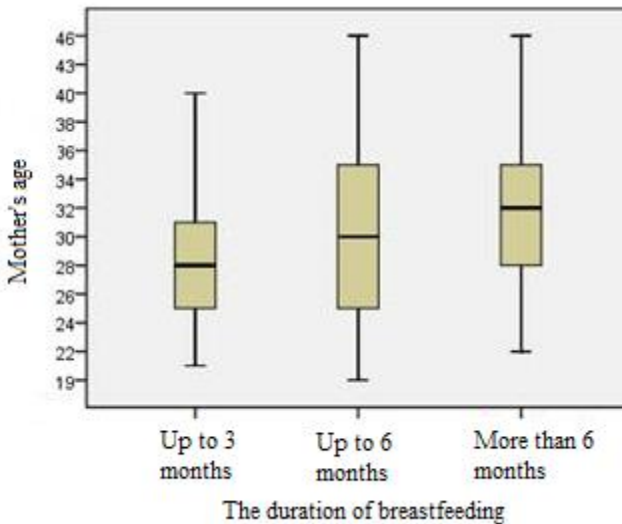 Mother's age
46
43
40
38
36
34
32
30
28
26
24
22
19
Up to 3
months
Up to 6
months
More than 6
months
The duration of breastfeeding